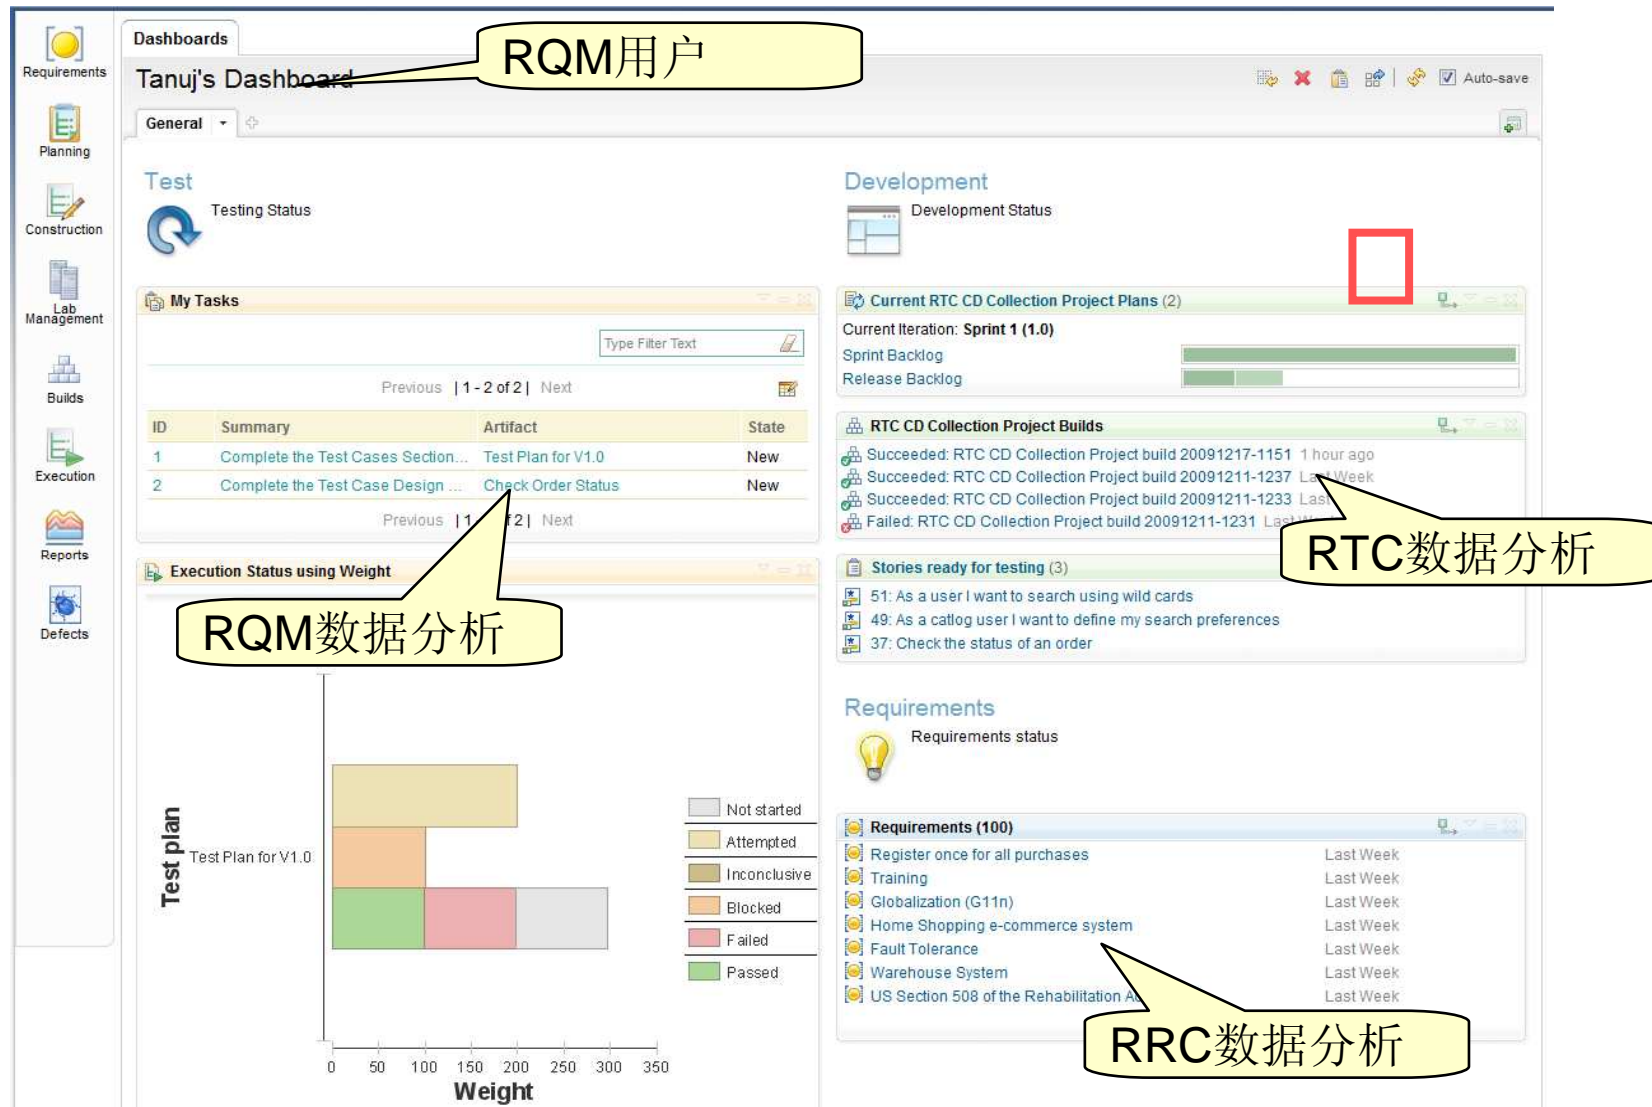 Requirements
Planning
Construction
Lab
Management
Builds
Execution
Reports
Defects
Dashboards
RQM用户
Tanuj's Dashboard
Auto-save
General
Test
Testing Status
My Tasks
Type Filter Text
Previous | 1 - 2 of 2 | Next
ID Summary Artifact State
1 Complete the Test Cases Section... Test Plan for V1.0 New
2 Complete the Test Case Design ... Check Order Status New
Previous | 1 f 2 | Next
Execution Status using Weight
RQM数据分析
Test plan
Test Plan for V1.0
Not started
Attempted
Inconclusive
Blocked
Failed
Passed
0 50 100 150 200 250 300 350
Weight
Development
Development Status
Current RTC CD Collection Project Plans (2)
Current Iteration: Sprint 1 (1.0)
Sprint Backlog
Release Backlog
RTC CD Collection Project Builds
Succeeded: RTC CD Collection Project build 20091217-1151 1 hour ago
Succeeded: RTC CD Collection Project build 20091211-1237 Last Week
Succeeded: RTC CD Collection Project build 20091211-1233 Last
Failed: RTC CD Collection Project build 20091211-1231 Last
RTC数据分析
Stories ready for testing (3)
51: As a user I want to search using wild cards
49: As a catlog user I want to define my search preferences
37: Check the status of an order
Requirements
Requirements status
Requirements (100)
Register once for all purchases Last Week
Training Last Week
Globalization (G11n) Last Week
Home Shopping e-commerce system Last Week
Fault Tolerance Last Week
Warehouse System Last Week
US Section 508 of the Rehabilitation Last Week
RRC数据分析